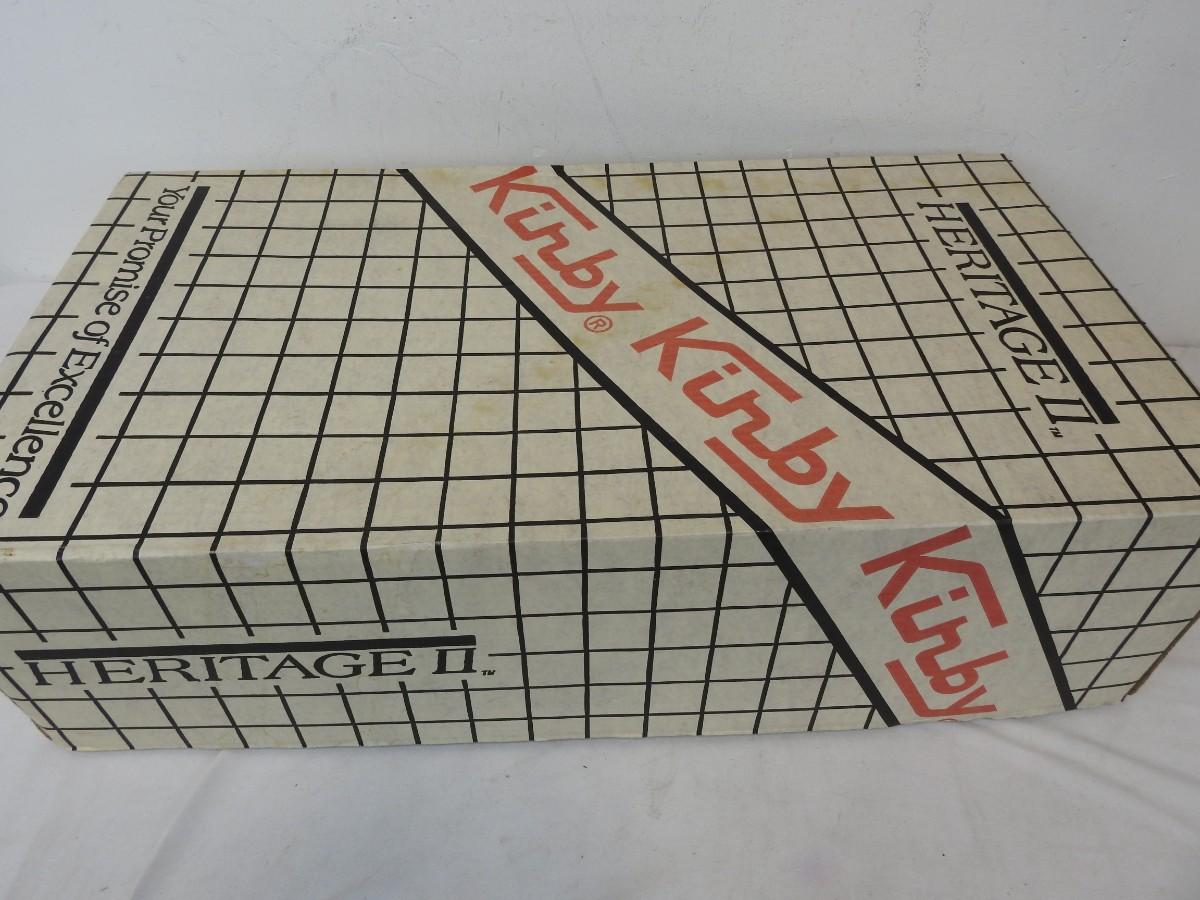 Your Promise of Excellence
Kirby®
Kirby
HERITAGE II™
Kirby
HERITAGE II™